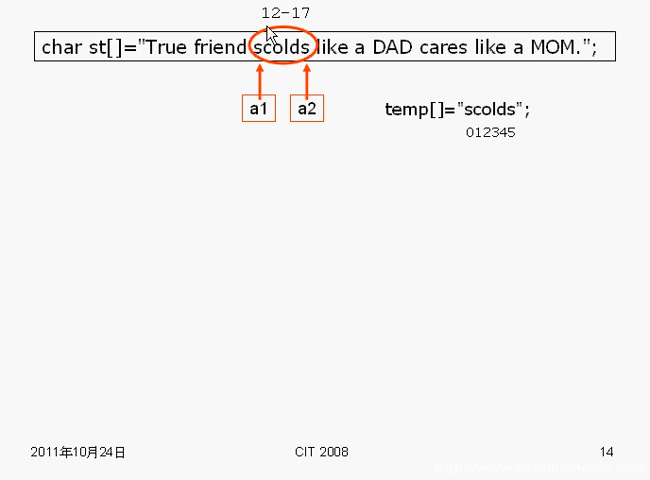 12-17
char st[]="True friend scolds like a DAD cares like a MOM.";
a1 a2 temp[]="scolds";
012345
2011年10月24日 CIT 2008 14